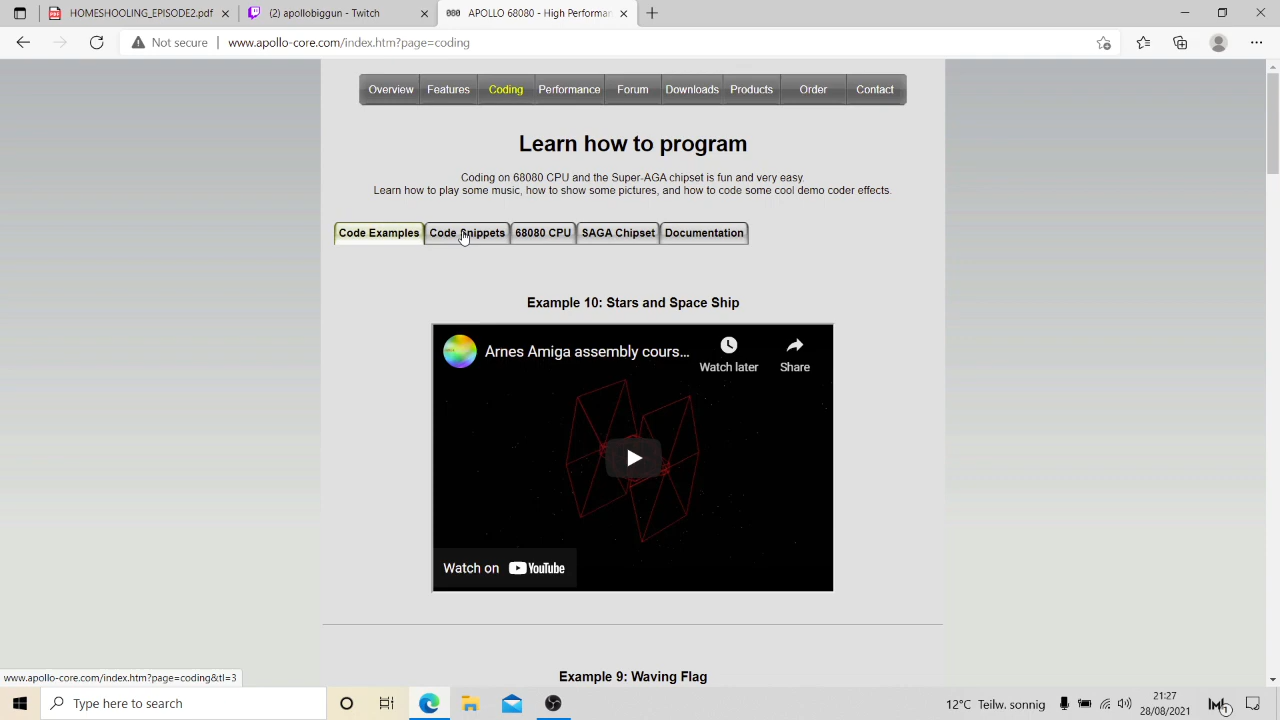 HOMESHOOLING_EPISODE2.pdf
(2) apollobiggun - Twitch
APOLLO 68080 - High Performan
Not secure
www.apollo-core.com/index.htm?page=coding
Overview
Features
Coding
Performance
Forum
Downloads
Products
Order
Contact
Learn how to program
Coding on 68080 CPU and the Super-AGA chipset is fun and very easy.
Learn how to play some music, how to show some pictures, and how to code some cool demo coder effects.
Code Examples
Code Snippets
68080 CPU
SAGA Chipset
Documentation
Example 10: Stars and Space Ship
Arnes Amiga assembly cours...
Watch later
Share
Watch on YouTube
Example 9: Waving Flag
www.apollo-core.com/index.htm?page=coding&tl=3
Type here to search
12°C Teilw. sonnig
21:27
28/08/2021
1